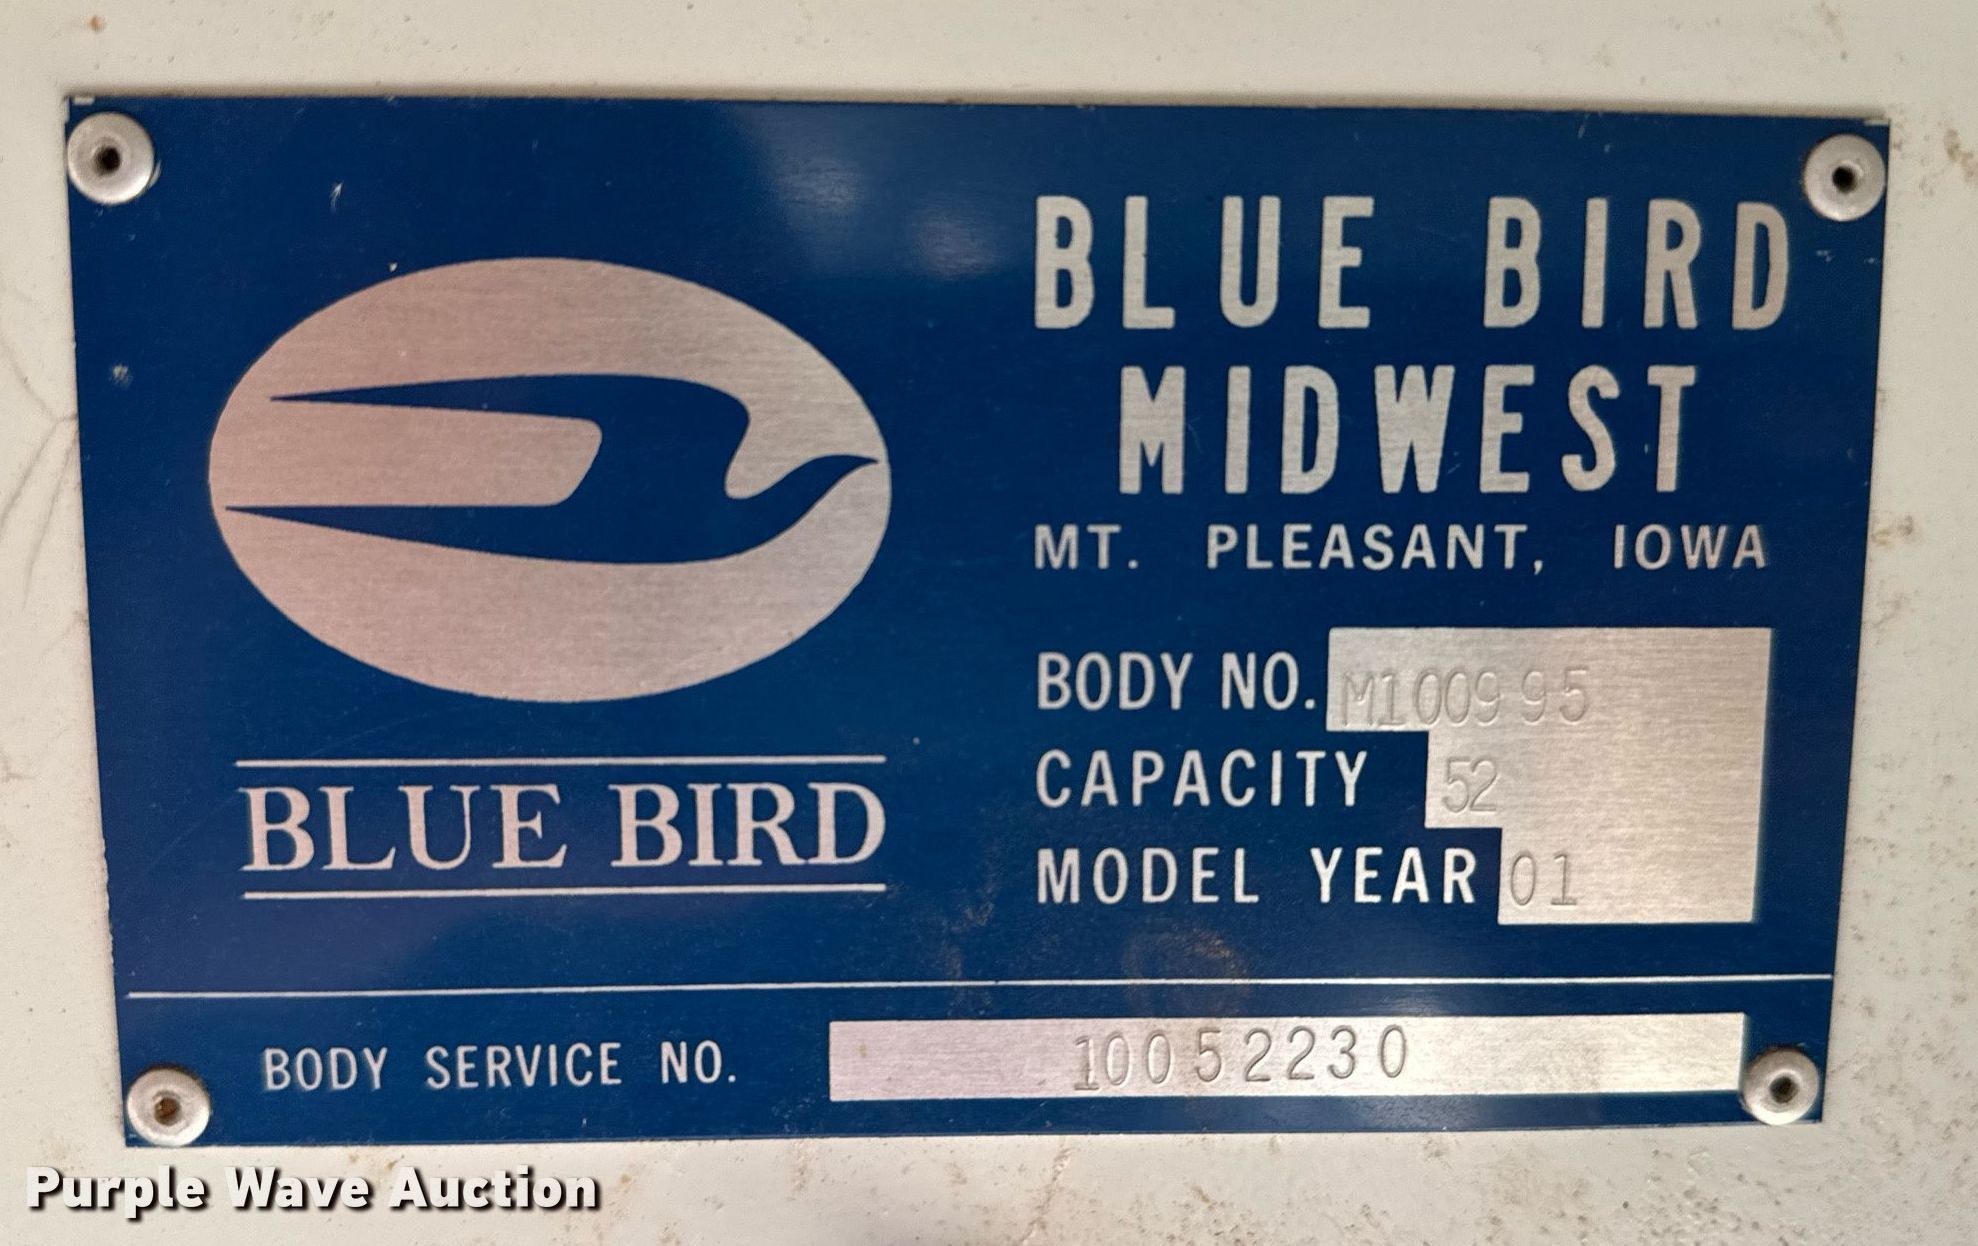 BLUE BIRD
MIDWEST
MT. PLEASANT, IOWA
BODY NO. M100995
CAPACITY 52
MODEL YEAR 01
BLUE BIRD
BODY SERVICE NO. 10052230
Purple Wave Auction